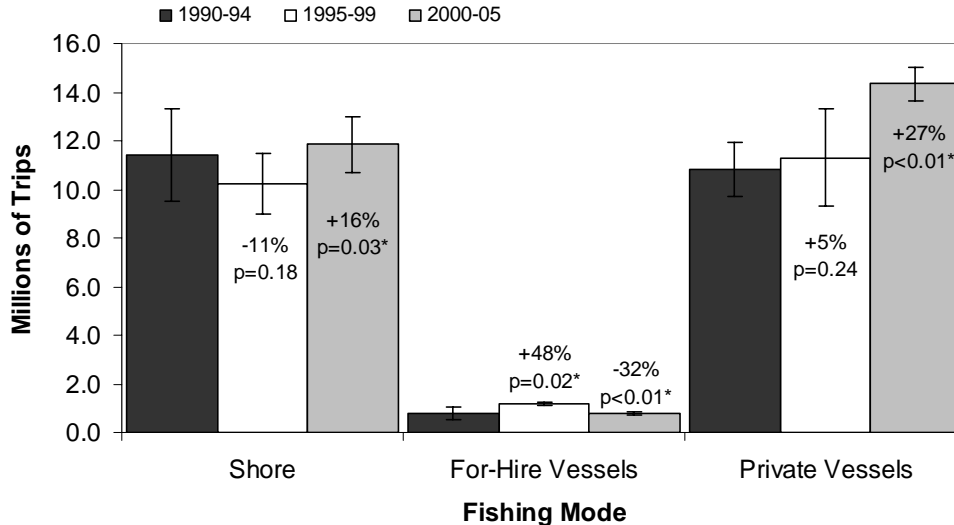 1990-94 1995-99 2000-05
16.0
14.0
12.0
10.0
8.0
6.0
4.0
2.0
0.0
Millions of Trips
-11%
p=0.18
+16%
p=0.03*
+48%
p=0.02*
-32%
p<0.01*
+5%
p=0.24
+27%
p<0.01*
Shore For-Hire Vessels Private Vessels
Fishing Mode